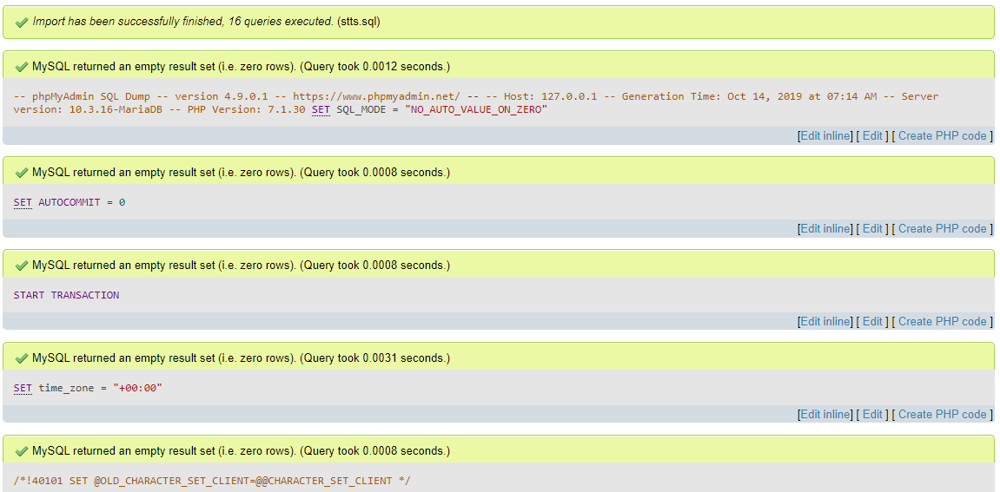 Import has been successfully finished, 16 queries executed. (stts.sql)
MySQL returned an empty result set (i.e. zero rows). (Query took 0.0012 seconds.)
-- phpMyAdmin SQL Dump -- version 4.9.0.1 -- https://www.phpmyadmin.net/ -- -- Host: 127.0.0.1 -- Generation Time: Oct 14, 2019 at 07:14 AM -- Server
version: 10.3.16-MariaDB -- PHP Version: 7.1.30 SET SQL_MODE = "NO_AUTO_VALUE_ON_ZERO"
[Edit inline] [ Edit ] [ Create PHP code ]
MySQL returned an empty result set (i.e. zero rows). (Query took 0.0008 seconds.)
SET AUTOCOMMIT = 0
[Edit inline] [ Edit ] [ Create PHP code ]
MySQL returned an empty result set (i.e. zero rows). (Query took 0.0008 seconds.)
START TRANSACTION
[Edit inline] [ Edit ] [ Create PHP code ]
MySQL returned an empty result set (i.e. zero rows). (Query took 0.0031 seconds.)
SET time_zone = "+00:00"
[Edit inline] [ Edit ] [ Create PHP code ]
MySQL returned an empty result set (i.e. zero rows). (Query took 0.0008 seconds.)
/*!40101 SET @OLD_CHARACTER_SET_CLIENT=@@CHARACTER_SET_CLIENT */